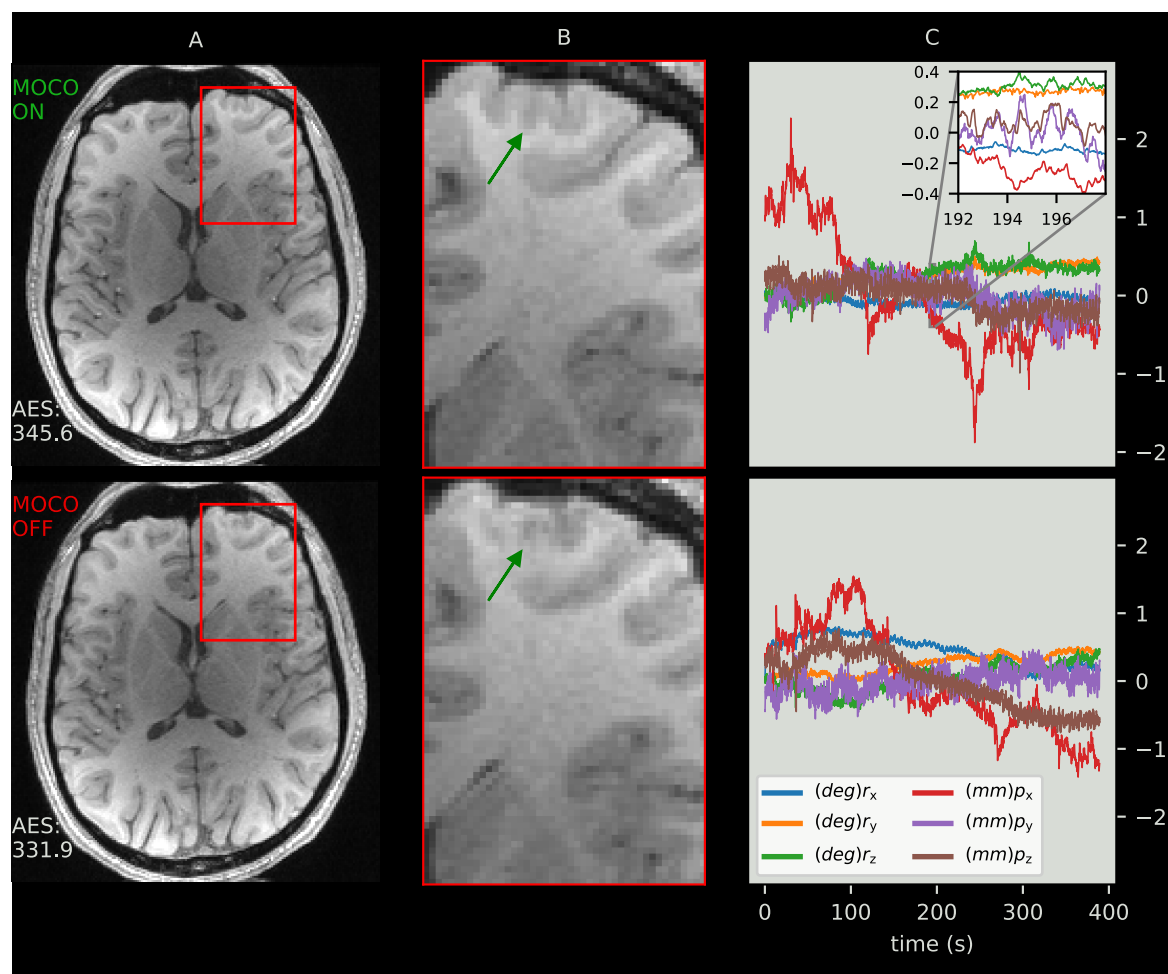 A
B
C
MOCO
ON
AES:
345.6
0.4
0.2
0.0
−0.2
−0.4
192
194
196
2
1
0
−1
−2
MOCO
OFF
AES:
331.9
2
1
0
−1
−2
(deg)rx
(deg)ry
(deg)rz
(mm)px
(mm)py
(mm)pz
0
100
200
300
400
time (s)